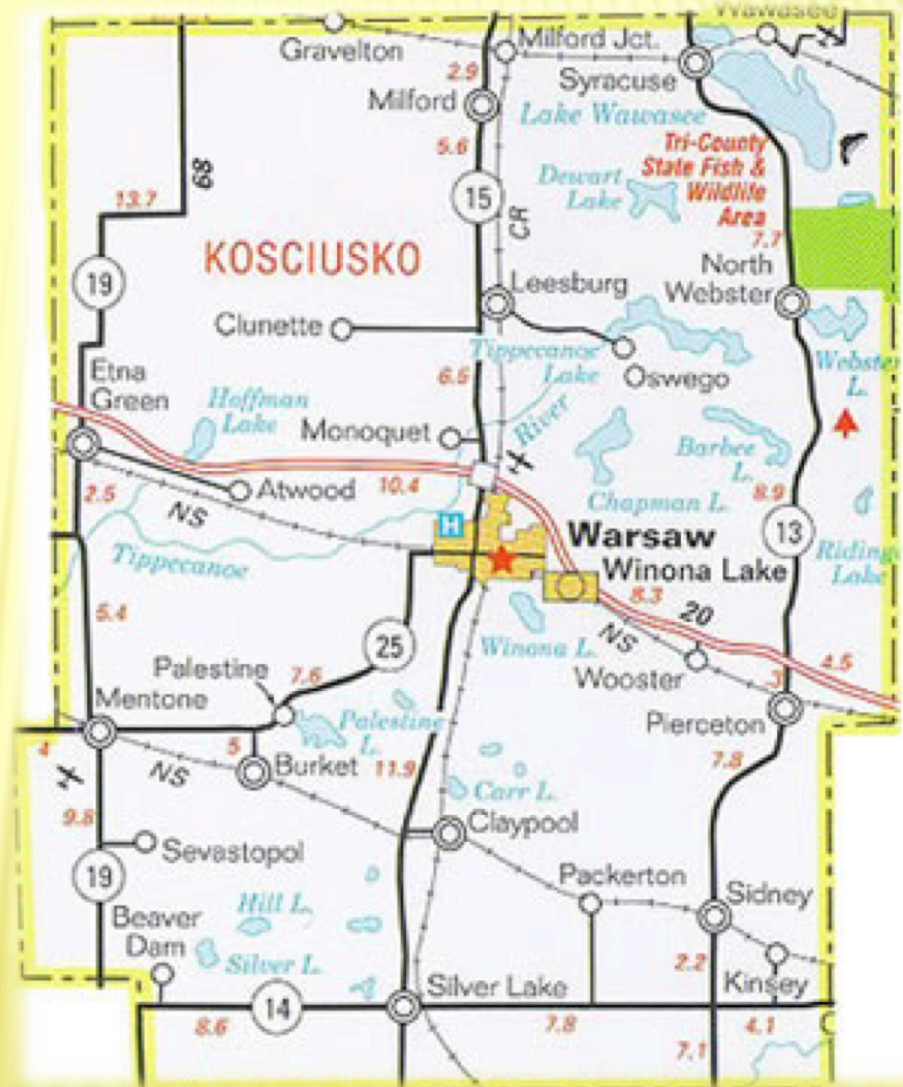 Wawasee
Gravelton
Milford Jct.
2.9
Syracuse
Milford
Lake Wawasee
5.6
Tri-County
State Fish &
Wildlife
Area
Dewart
Lake
68
13.7
15
CR
7.7
KOSCIUSKO
North
Webster
19
Leesburg
Clunette
Tippecanoe
Lake
Webster
L.
Etna
Green
6.5
Oswego
Hoffman
Lake
River
Monoquet
Barbee
L.
Atwood
10.4
8.9
2.5
NS
Chapman L.
H
Warsaw
13
Tippecanoe
Winona Lake
Riding
Lake
8.3
20
5.4
25
Winona L.
NS
4.5
Palestine
7.6
Wooster
.3
Mentone
Palestine
L.
Pierceton
4
5
NS
Burket
11.9
7.8
Carr L.
9.8
Claypool
Sevastopol
19
Packerton
Sidney
Beaver
Dam
Hill L.
2.2
Silver L.
Kinsey
Silver Lake
14
8.6
7.8
4.1
7.1